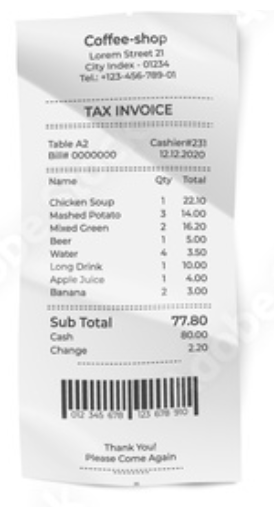 Coffee-shop
Lorem Street 21
City Index - 01234
Tel.: +123-456-789-01
TAX INVOICE
Table A2 Cashier#231
Bill# 0000000 12.12.2020
Name Qty Total
Chicken Soup 1 22.10
Mashed Potato 3 14.00
Mixed Green 2 16.20
Beer 1 5.00
Water 4 3.50
Long Drink 1 10.00
Apple Juice 1 4.00
Banana 2 3.00
Sub Total 77.80
Cash 80.00
Change 2.20
012 345 678 123 678 910
Thank You!
Please Come Again